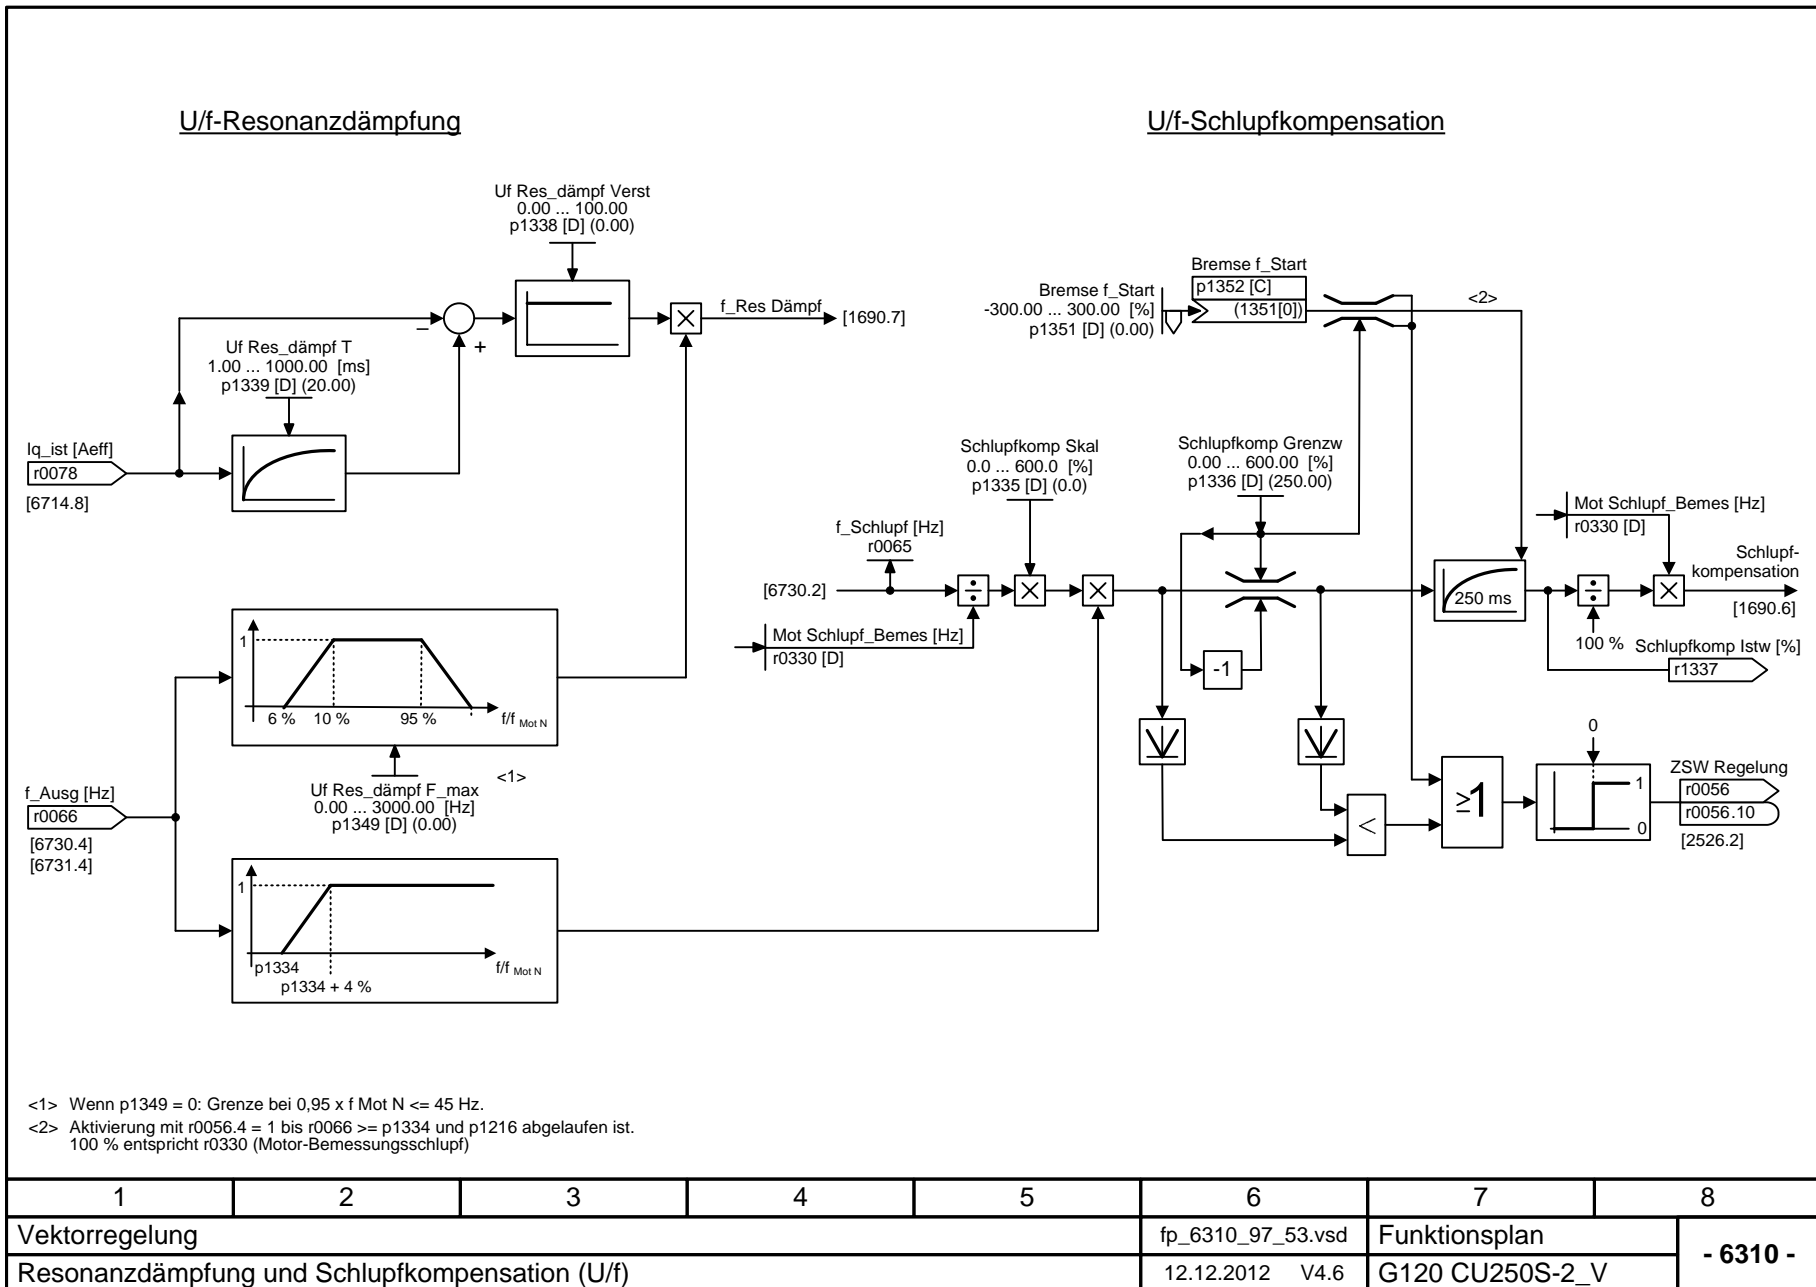 U/f-Resonanzdämpfung
U/f-Schlupfkompensation
Uf Res_dämpf Verst
0.00 ... 100.00
p1338 [D] (0.00)
f_Res Dämpf
[1690.7]
_
+
Uf Res_dämpf T
1.00 ... 1000.00 [ms]
p1339 [D] (20.00)
Iq_ist [Aeff]
r0078
[6714.8]
Bremse f_Start
-300.00 ... 300.00 [%]
p1351 [D] (0.00)
Bremse f_Start
p1352 [C]
(1351[0])
<2>
Schlupfkomp Skal
0.0 ... 600.0 [%]
p1335 [D] (0.0)
Schlupfkomp Grenzw
0.00 ... 600.00 [%]
p1336 [D] (250.00)
f_Schlupf [Hz]
r0065
[6730.2]
Mot Schlupf_Bemes [Hz]
r0330 [D]
-1
250 ms
Mot Schlupf_Bemes [Hz]
r0330 [D]
Schlupf-
kompensation
[1690.6]
100 %
Schlupfkomp Istw [%]
r1337
1
6 %
10 %
95 %
f/f Mot N
Uf Res_dämpf F_max
0.00 ... 3000.00 [Hz]
p1349 [D] (0.00)
<1>
f_Ausg [Hz]
r0066
[6730.4]
[6731.4]
1
p1334
p1334 + 4 %
f/f Mot N
<
≥1
0
1
0
ZSW Regelung
r0056
r0056.10
[2526.2]
<1> Wenn p1349 = 0: Grenze bei 0,95 x f Mot N <= 45 Hz.
<2> Aktivierung mit r0056.4 = 1 bis r0066 >= p1334 und p1216 abgelaufen ist.
100 % entspricht r0330 (Motor-Bemessungsschlupf)
1 2 3 4 5 6 7 8
Vektorregelung
fp_6310_97_53.vsd
Funktionsplan
- 6310 -
Resonanzdämpfung und Schlupfkompensation (U/f)
12.12.2012 V4.6
G120 CU250S-2_V